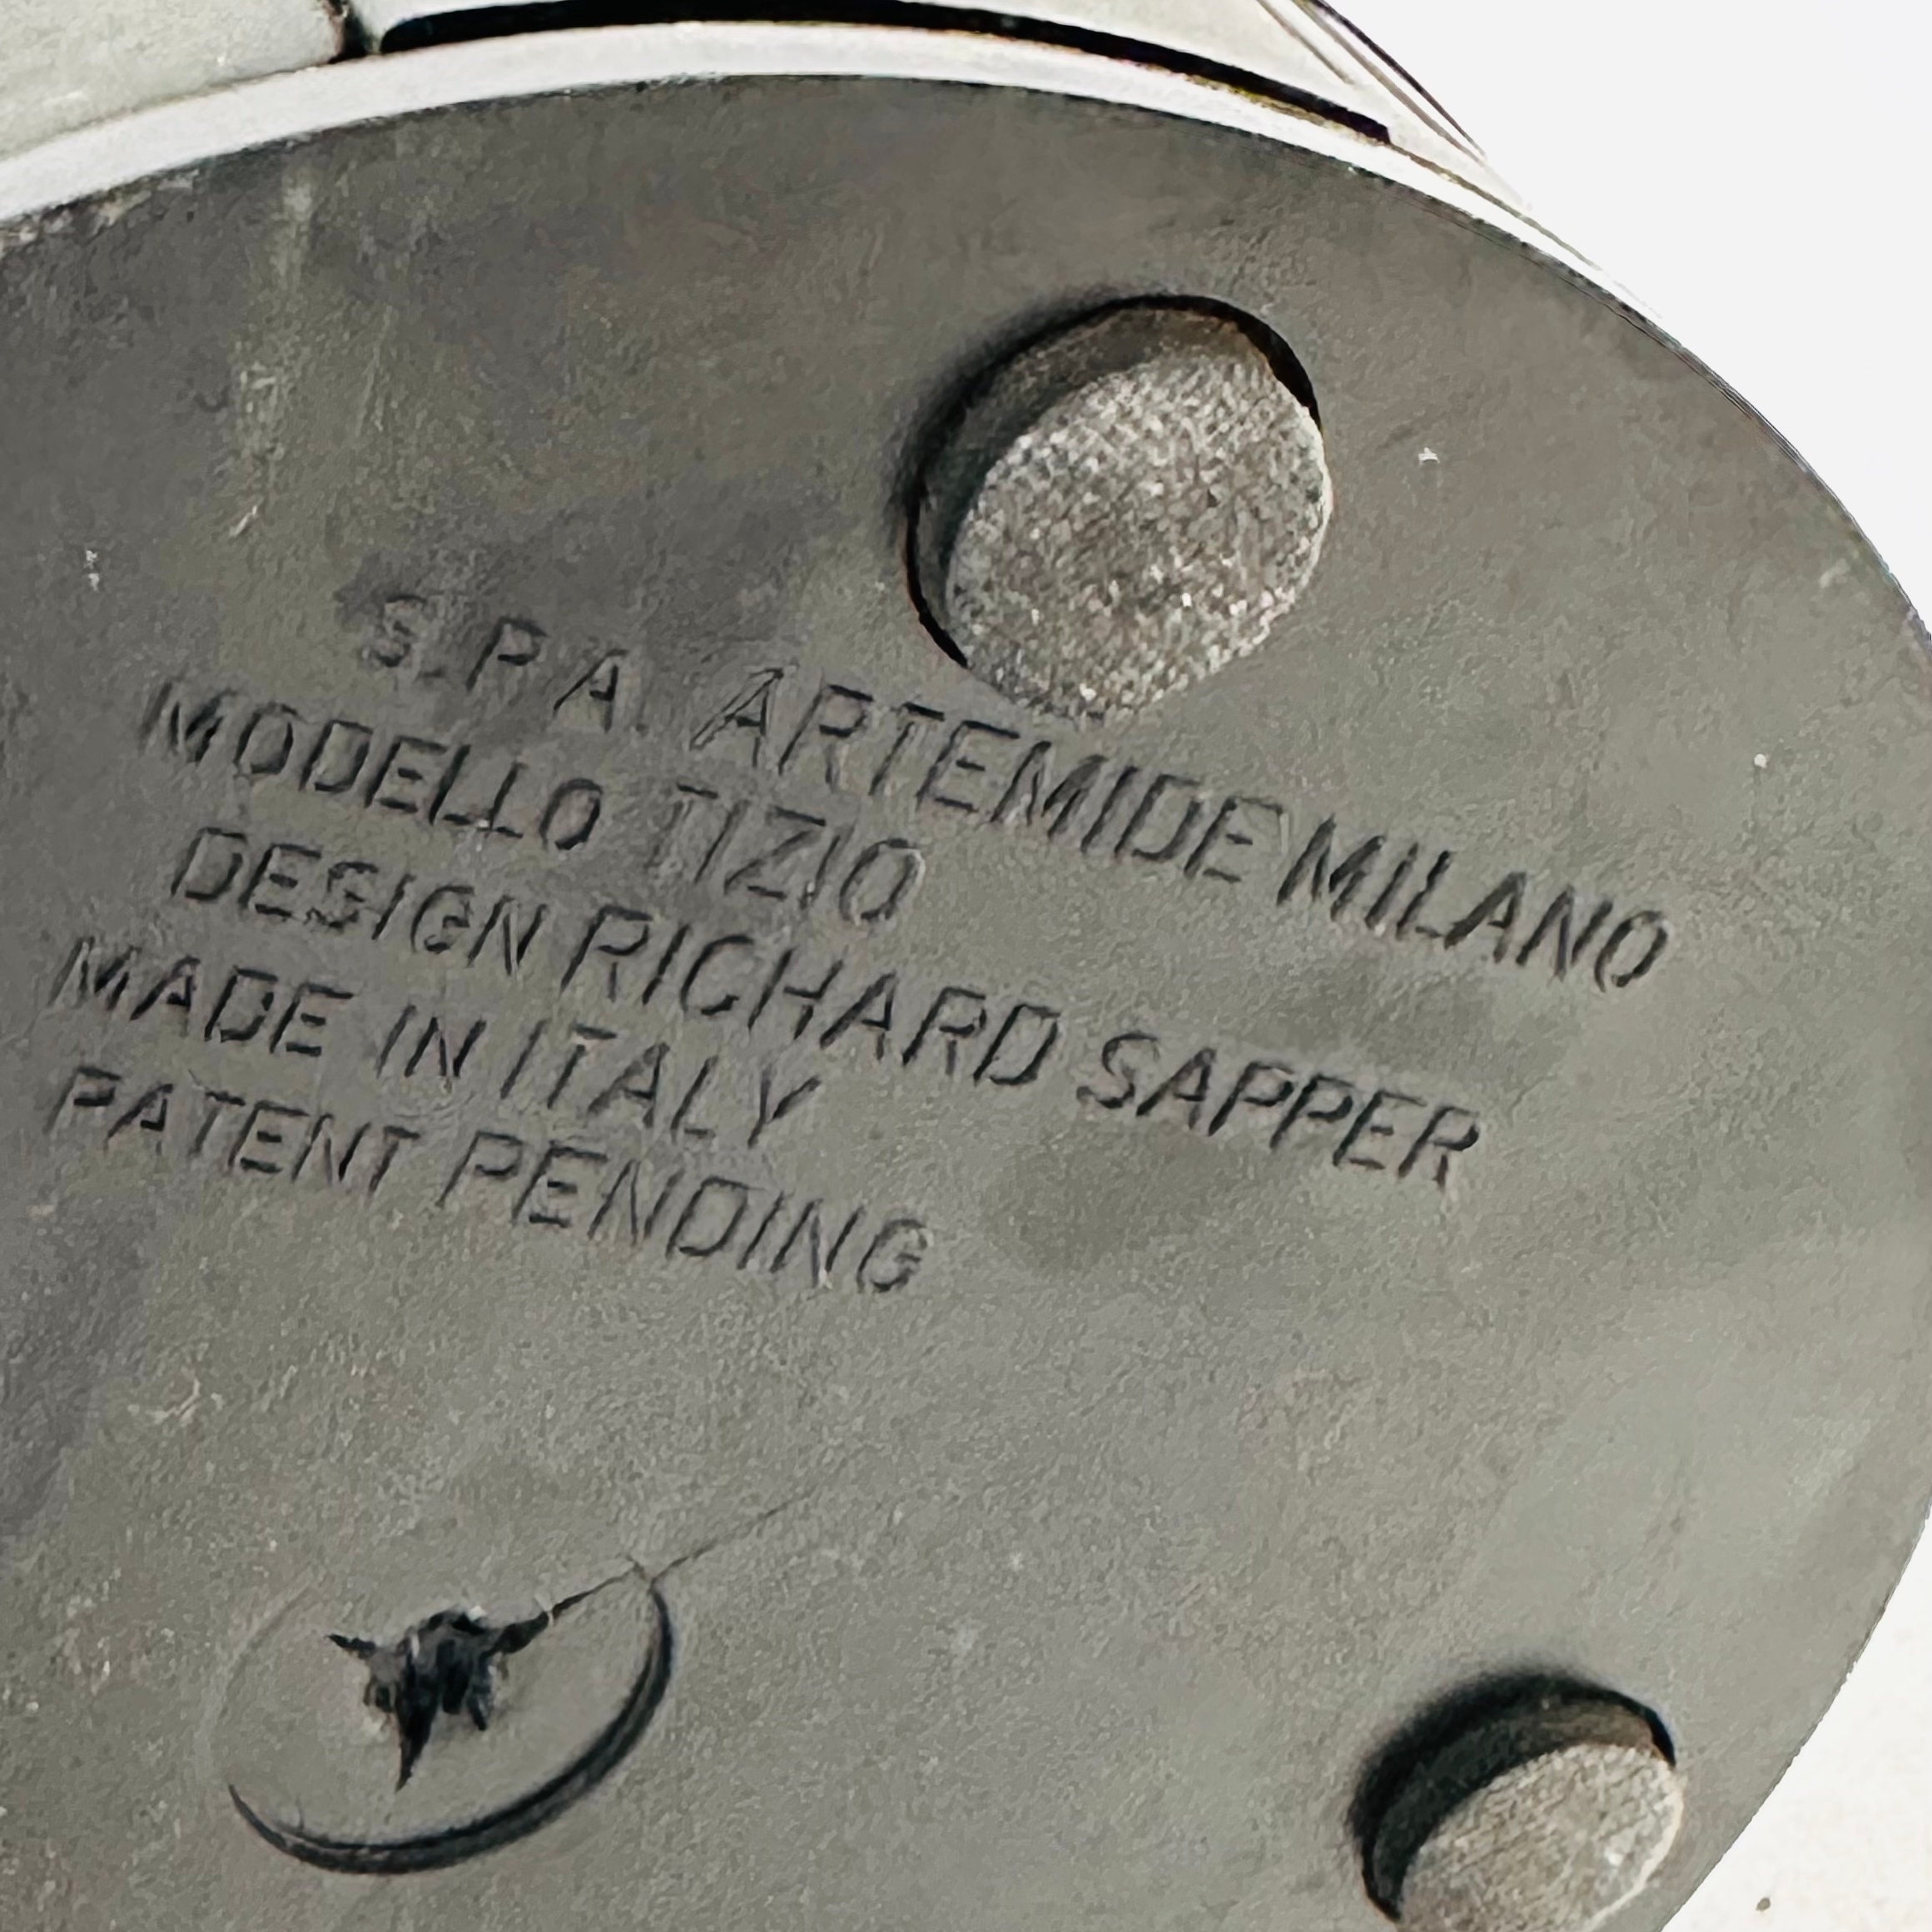 S.P.A. ARTEMIDE MILANO
MODELLO TIZIO
DESIGN RICHARD SAPPER
MADE IN ITALY
PATENT PENDING